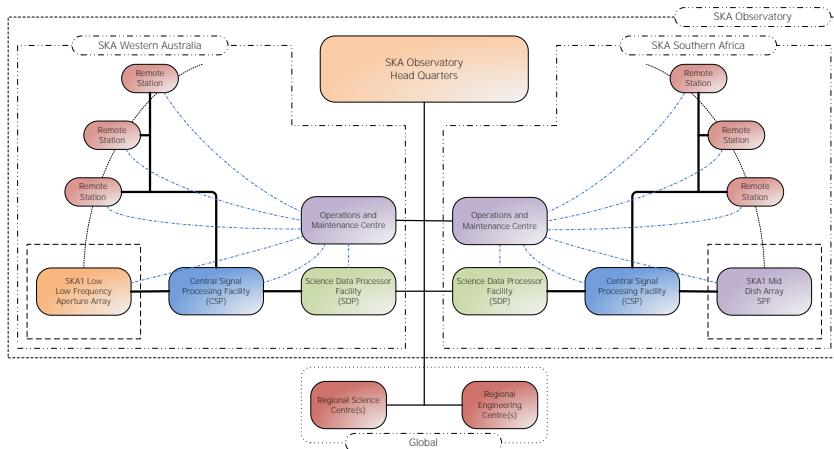 SKA Observatory
SKA Western Australia
SKA Observatory
Head Quarters
SKA Southern Africa
Remote
Station
Remote
Station
Remote
Station
Remote
Station
Remote
Station
Remote
Station
Operations and
Maintenance Centre
Operations and
Maintenance Centre
SKA1 Low
Low Frequency
Aperture Array
Central Signal
Processing Facility
(CSP)
Science Data Processor
Facility
(SDP)
Science Data Processor
Facility
(SDP)
Central Signal
Processing Facility
(CSP)
SKA1 Mid
Dish Array
SPF
Regional Science
Centre(s)
Regional
Engineering
Centre(s)
Global